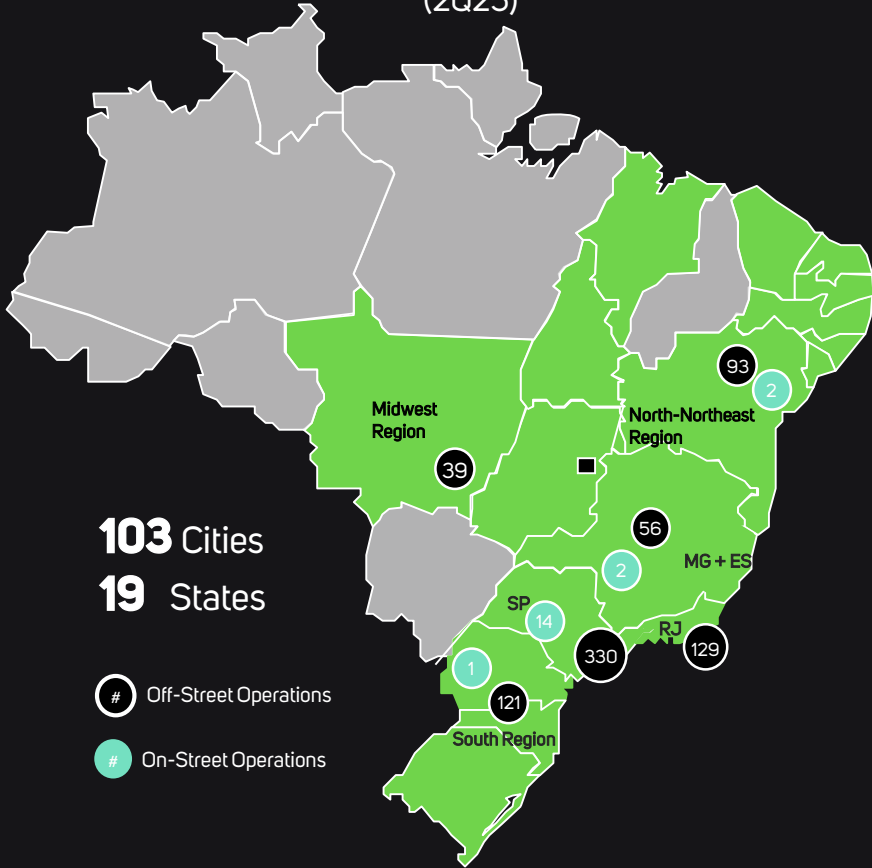 (2Q25)
93
2
Midwest
Region
North-Northeast
Region
39
56
103 Cities
2
MG + ES
19 States
SP
14
RJ
129
330
1
# Off-Street Operations
121
South Region
# On-Street Operations